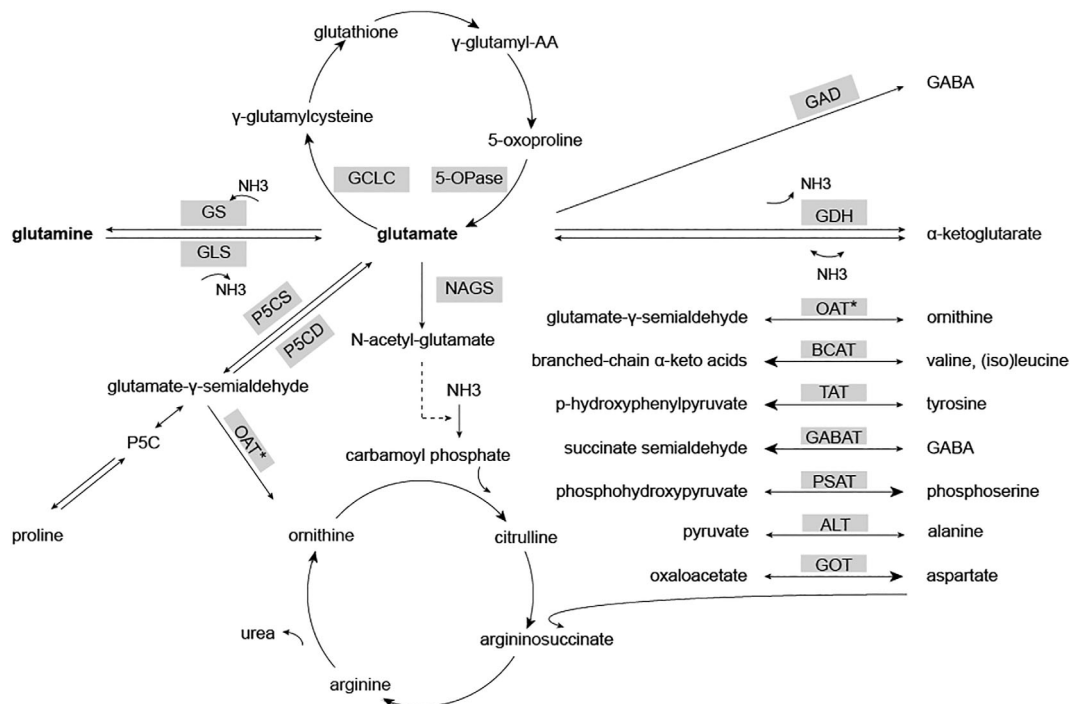 glutathione
γ-glutamyl-AA
γ-glutamylcysteine
5-oxoproline
GCLC
5-OPase
GAD
GABA
NH3
GS
glutamine
GLS
NH3
glutamate
NH3
GDH
α-ketoglutarate
NH3
P5CS
P5CD
NAGS
N-acetyl-glutamate
NH3
carbamoyl phosphate
glutamate-γ-semialdehyde
P5C
OAT*
proline
ornithine
citrulline
argininosuccinate
arginine
urea
glutamate-γ-semialdehyde OAT* ornithine
branched-chain α-keto acids BCAT valine, (iso)leucine
p-hydroxyphenylpyruvate TAT tyrosine
succinate semialdehyde GABAT GABA
phosphohydroxypyruvate PSAT phosphoserine
pyruvate ALT alanine
oxaloacetate GOT aspartate